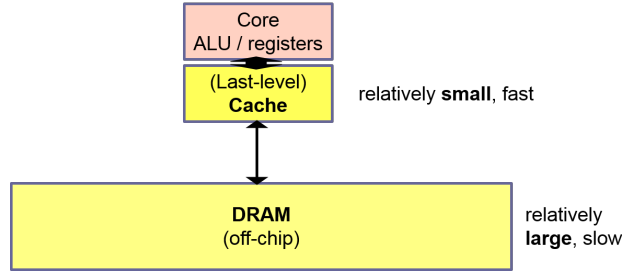 Core
ALU / registers
(Last-level)
Cache
relatively small, fast
DRAM
(off-chip)
relatively
large, slow